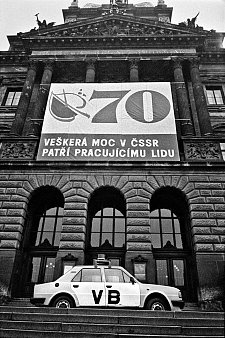 70
VEŠKERÁ MOC V ČSSR
PATŘÍ PRACUJÍCÍMU LIDU
VB